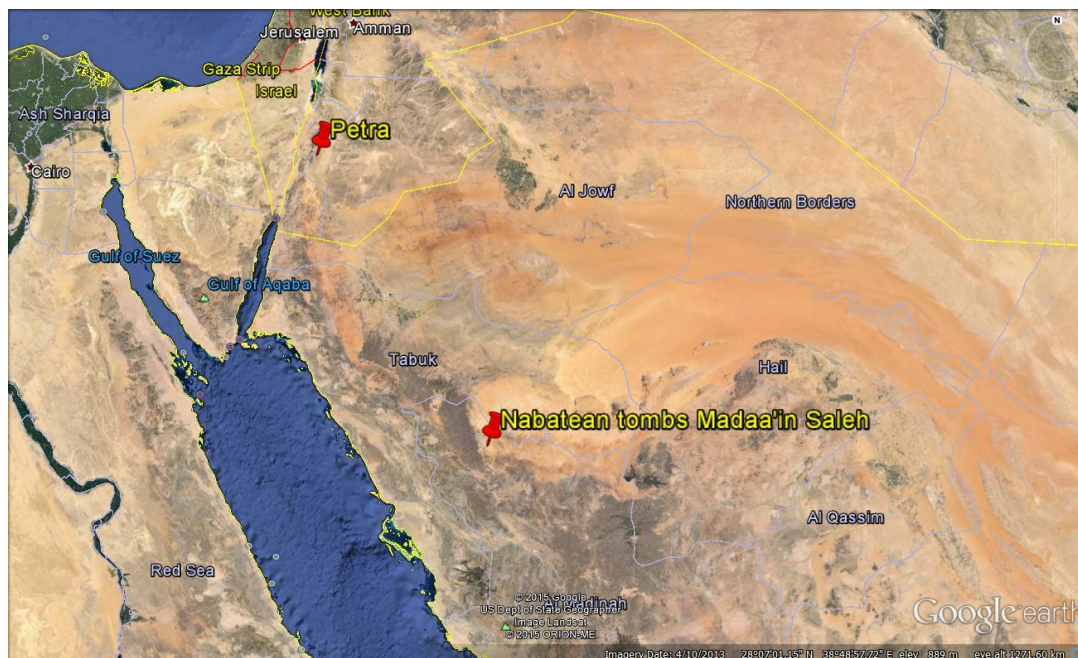 West Bank
Jerusalem
Amman
Gaza Strip
Israel
Ash Sharqia
Petra
Cairo
Al Jowf
Northern Borders
Gulf of Suez
Gulf of Aqaba
Tabuk
Hail
Nabatean tombs Madaa'in Saleh
Al Qassim
Red Sea
Al Madinah
© 2015 Google
US Dept of State Geographer
Image Landsat
© 2015 ORION-ME
Google earth
N
Imagery Date: 4/10/2013 28°07'01.15" N 38°48'57.72" E elev 889 m eye alt 1271.60 km